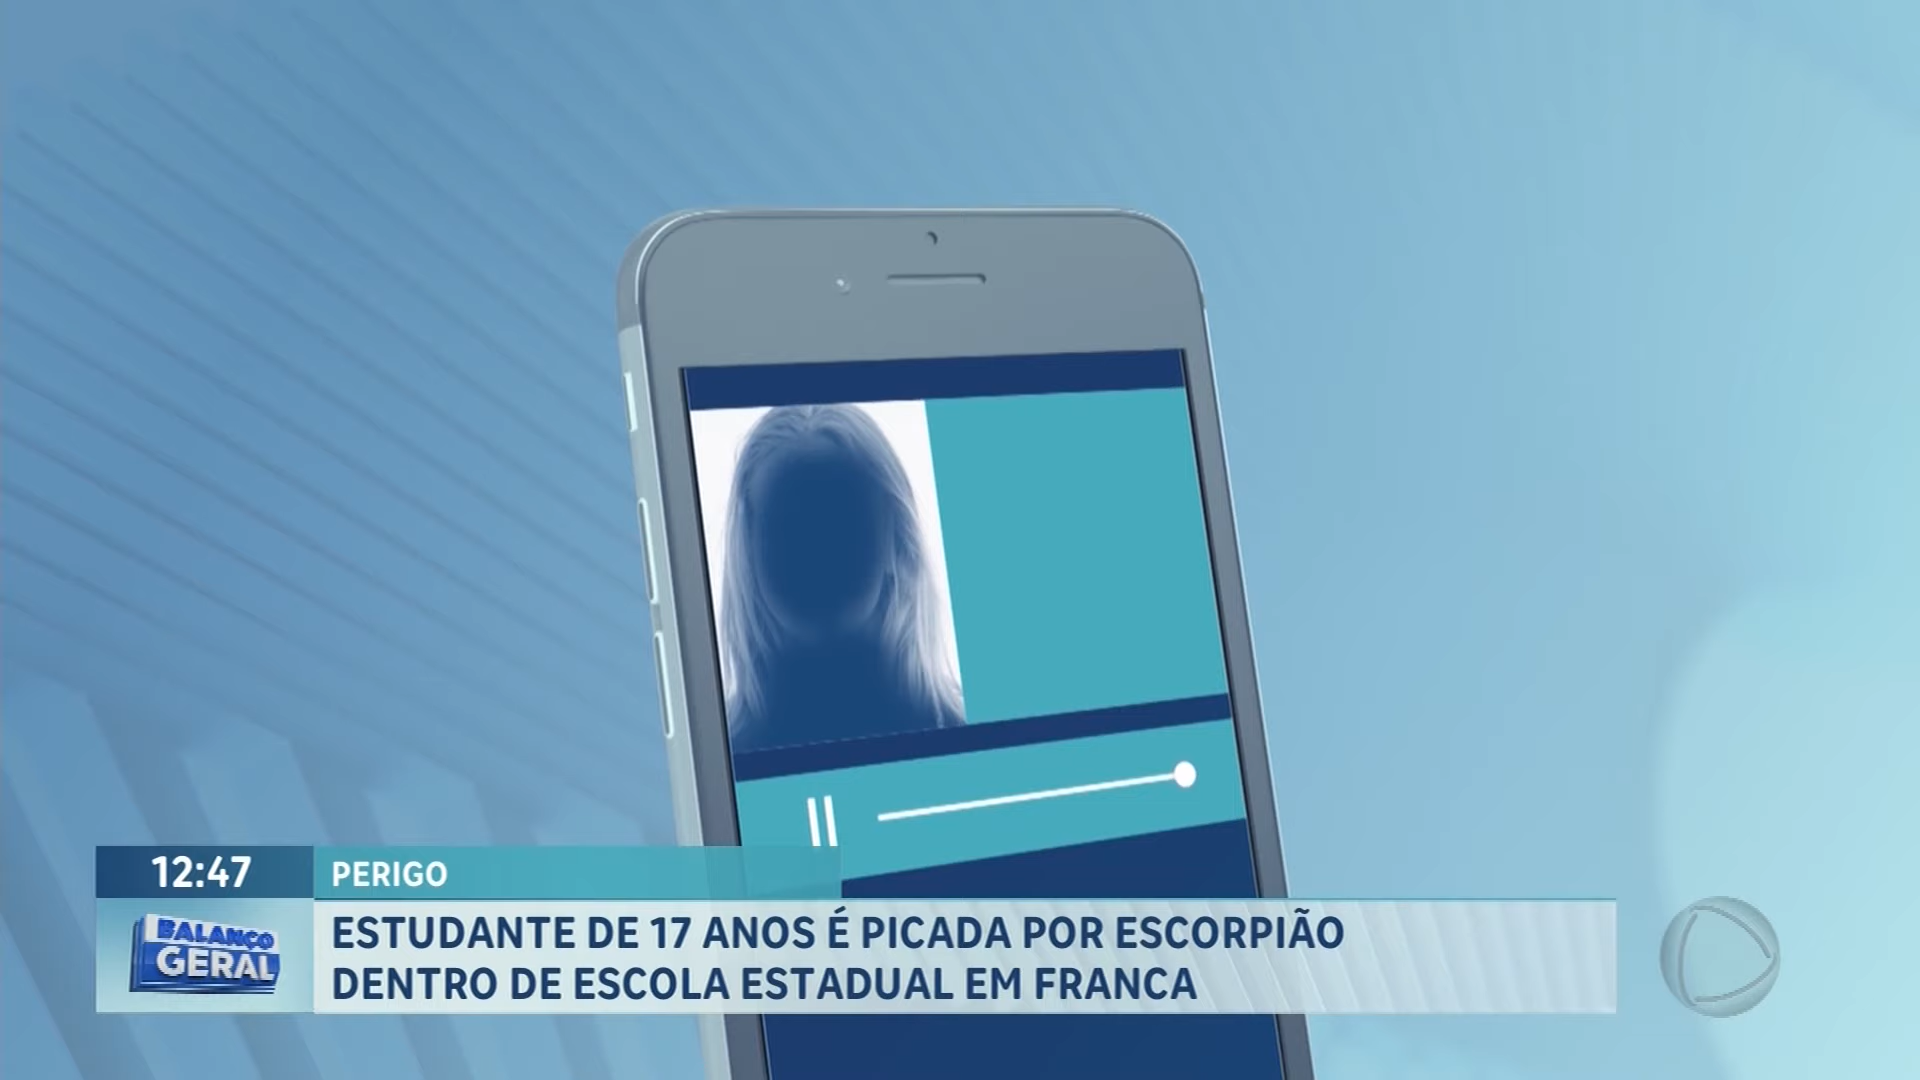 12:47
PERIGO
BALANÇO
GERAL
ESTUDANTE DE 17 ANOS É PICADA POR ESCORPIÃO
DENTRO DE ESCOLA ESTADUAL EM FRANCA